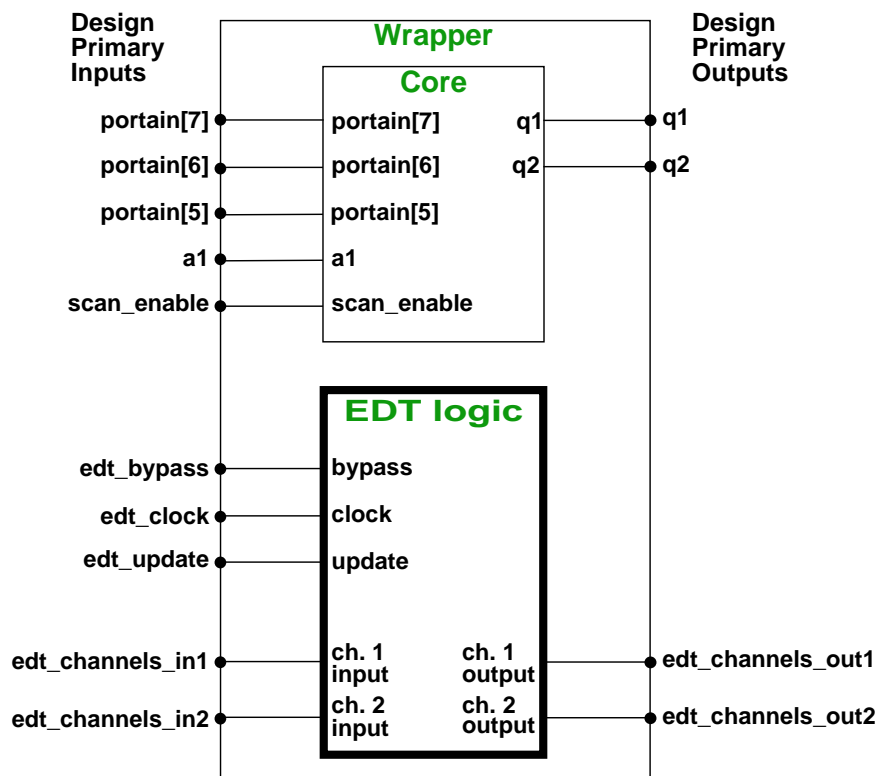 Design
Primary
Inputs
Wrapper
Design
Primary
Outputs
Core
portain[7] portain[7] q1 q1
portain[6] portain[6] q2 q2
portain[5] portain[5]
a1 a1
scan_enable scan_enable
EDT logic
edt_bypass bypass
edt_clock clock
edt_update update
edt_channels_in1
ch. 1
input
ch. 1
output
edt_channels_out1
edt_channels_in2
ch. 2
input
ch. 2
output
edt_channels_out2